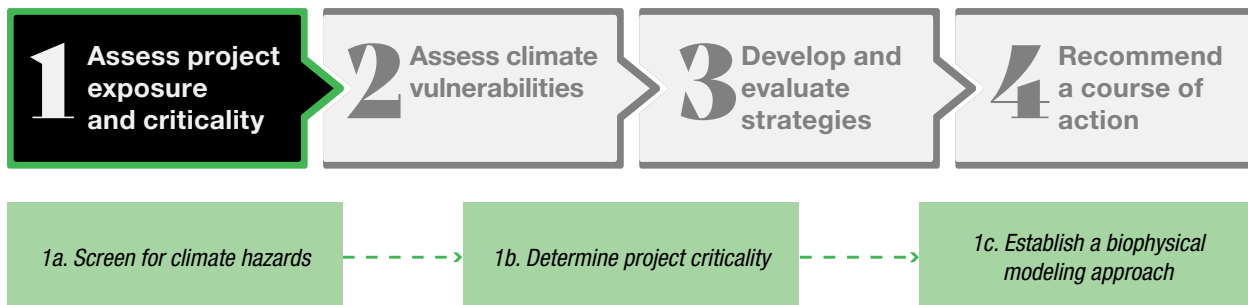 1
Assess project
exposure
and criticality
2
Assess climate
vulnerabilities
3
Develop and
evaluate
strategies
4
Recommend
a course of
action
1a. Screen for climate hazards
1b. Determine project criticality
1c. Establish a biophysical
modeling approach